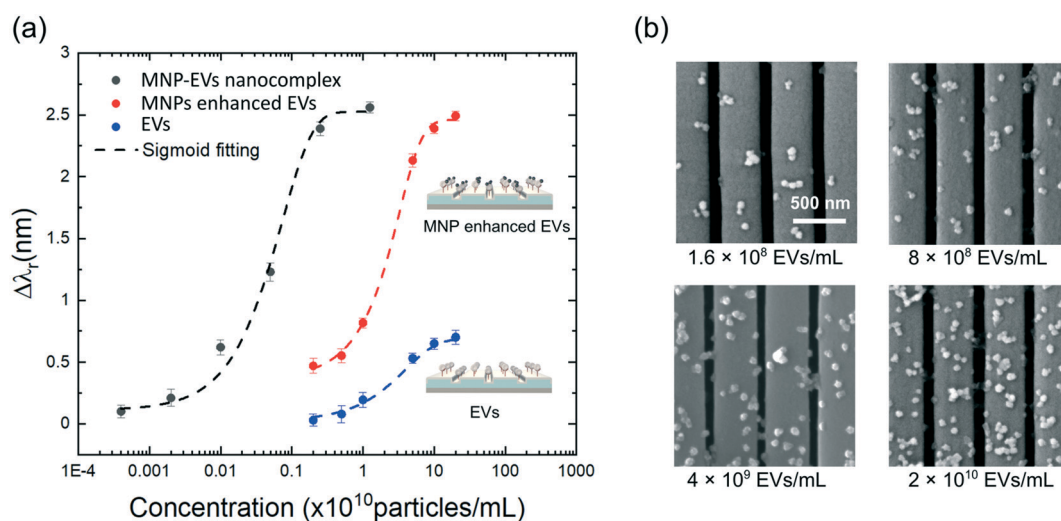 (a)
3
2.5
2
1.5
1
0.5
0
Δλr(nm)
MNP-EVs nanocomplex
MNPs enhanced EVs
EVs
Sigmoid fitting
MNP enhanced EVs
EVs
1E-4 0.001 0.01 0.1 1 10 100 1000
Concentration (x10¹⁰particles/mL)
(b)
500 nm
1.6 × 10⁸ EVs/mL
8 × 10⁸ EVs/mL
4 × 10⁹ EVs/mL
2 × 10¹⁰ EVs/mL